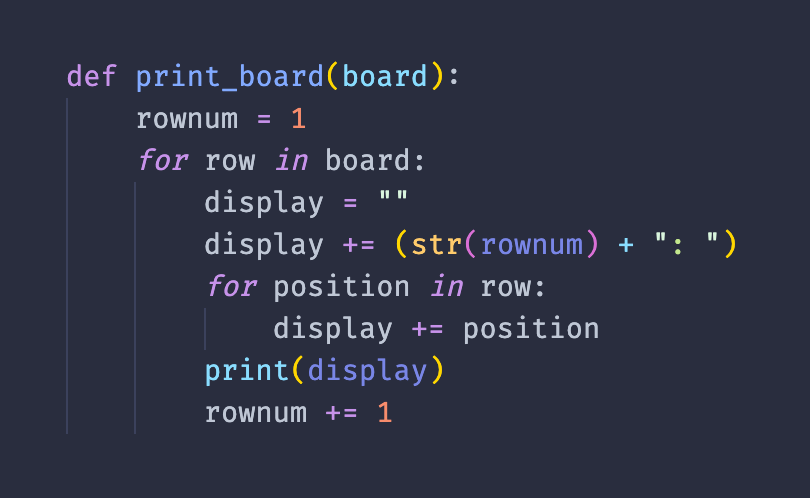 def print_board(board):
    rownum = 1
    for row in board:
        display = ""
        display += (str(rownum) + ": ")
        for position in row:
            display += position
        print(display)
        rownum += 1